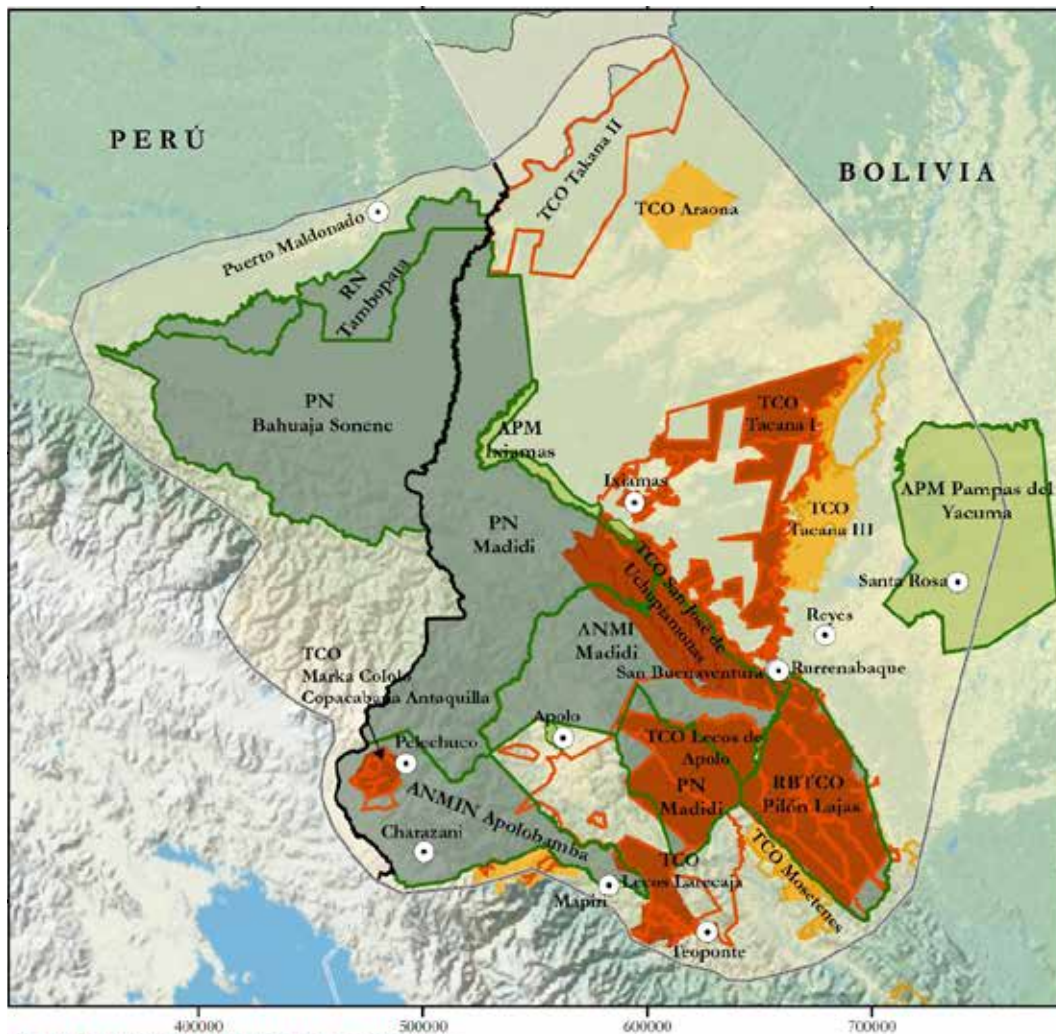 PERÚ
BOLIVIA
TCO Takana II
TCO Araona
Puerto Maldonado
RN
Tambopata
PN
Bahuaja Sonene
APM
Ixiamas
TCO
Tacana I
Ixiamas
APM Pampas del
Yacuma
PN
Madidi
TCO
Tacana III
Santa Rosa
TCO San José de
Uchupiamonas
Reyes
ANMI
Madidi
San Buenaventura
Rurrenabaque
TCO
Marka Cololo
Copacabana Antaquilla
Apolo
Pelechuco
TCO Lecos de
Apolo
PN
Madidi
RBTCO
Pilón Lajas
ANMIN Apolobamba
Charazani
TCO
Lecos Larecaja
TCO Mosetenes
Mapiri
Teoponte
400000
500000
600000
700000